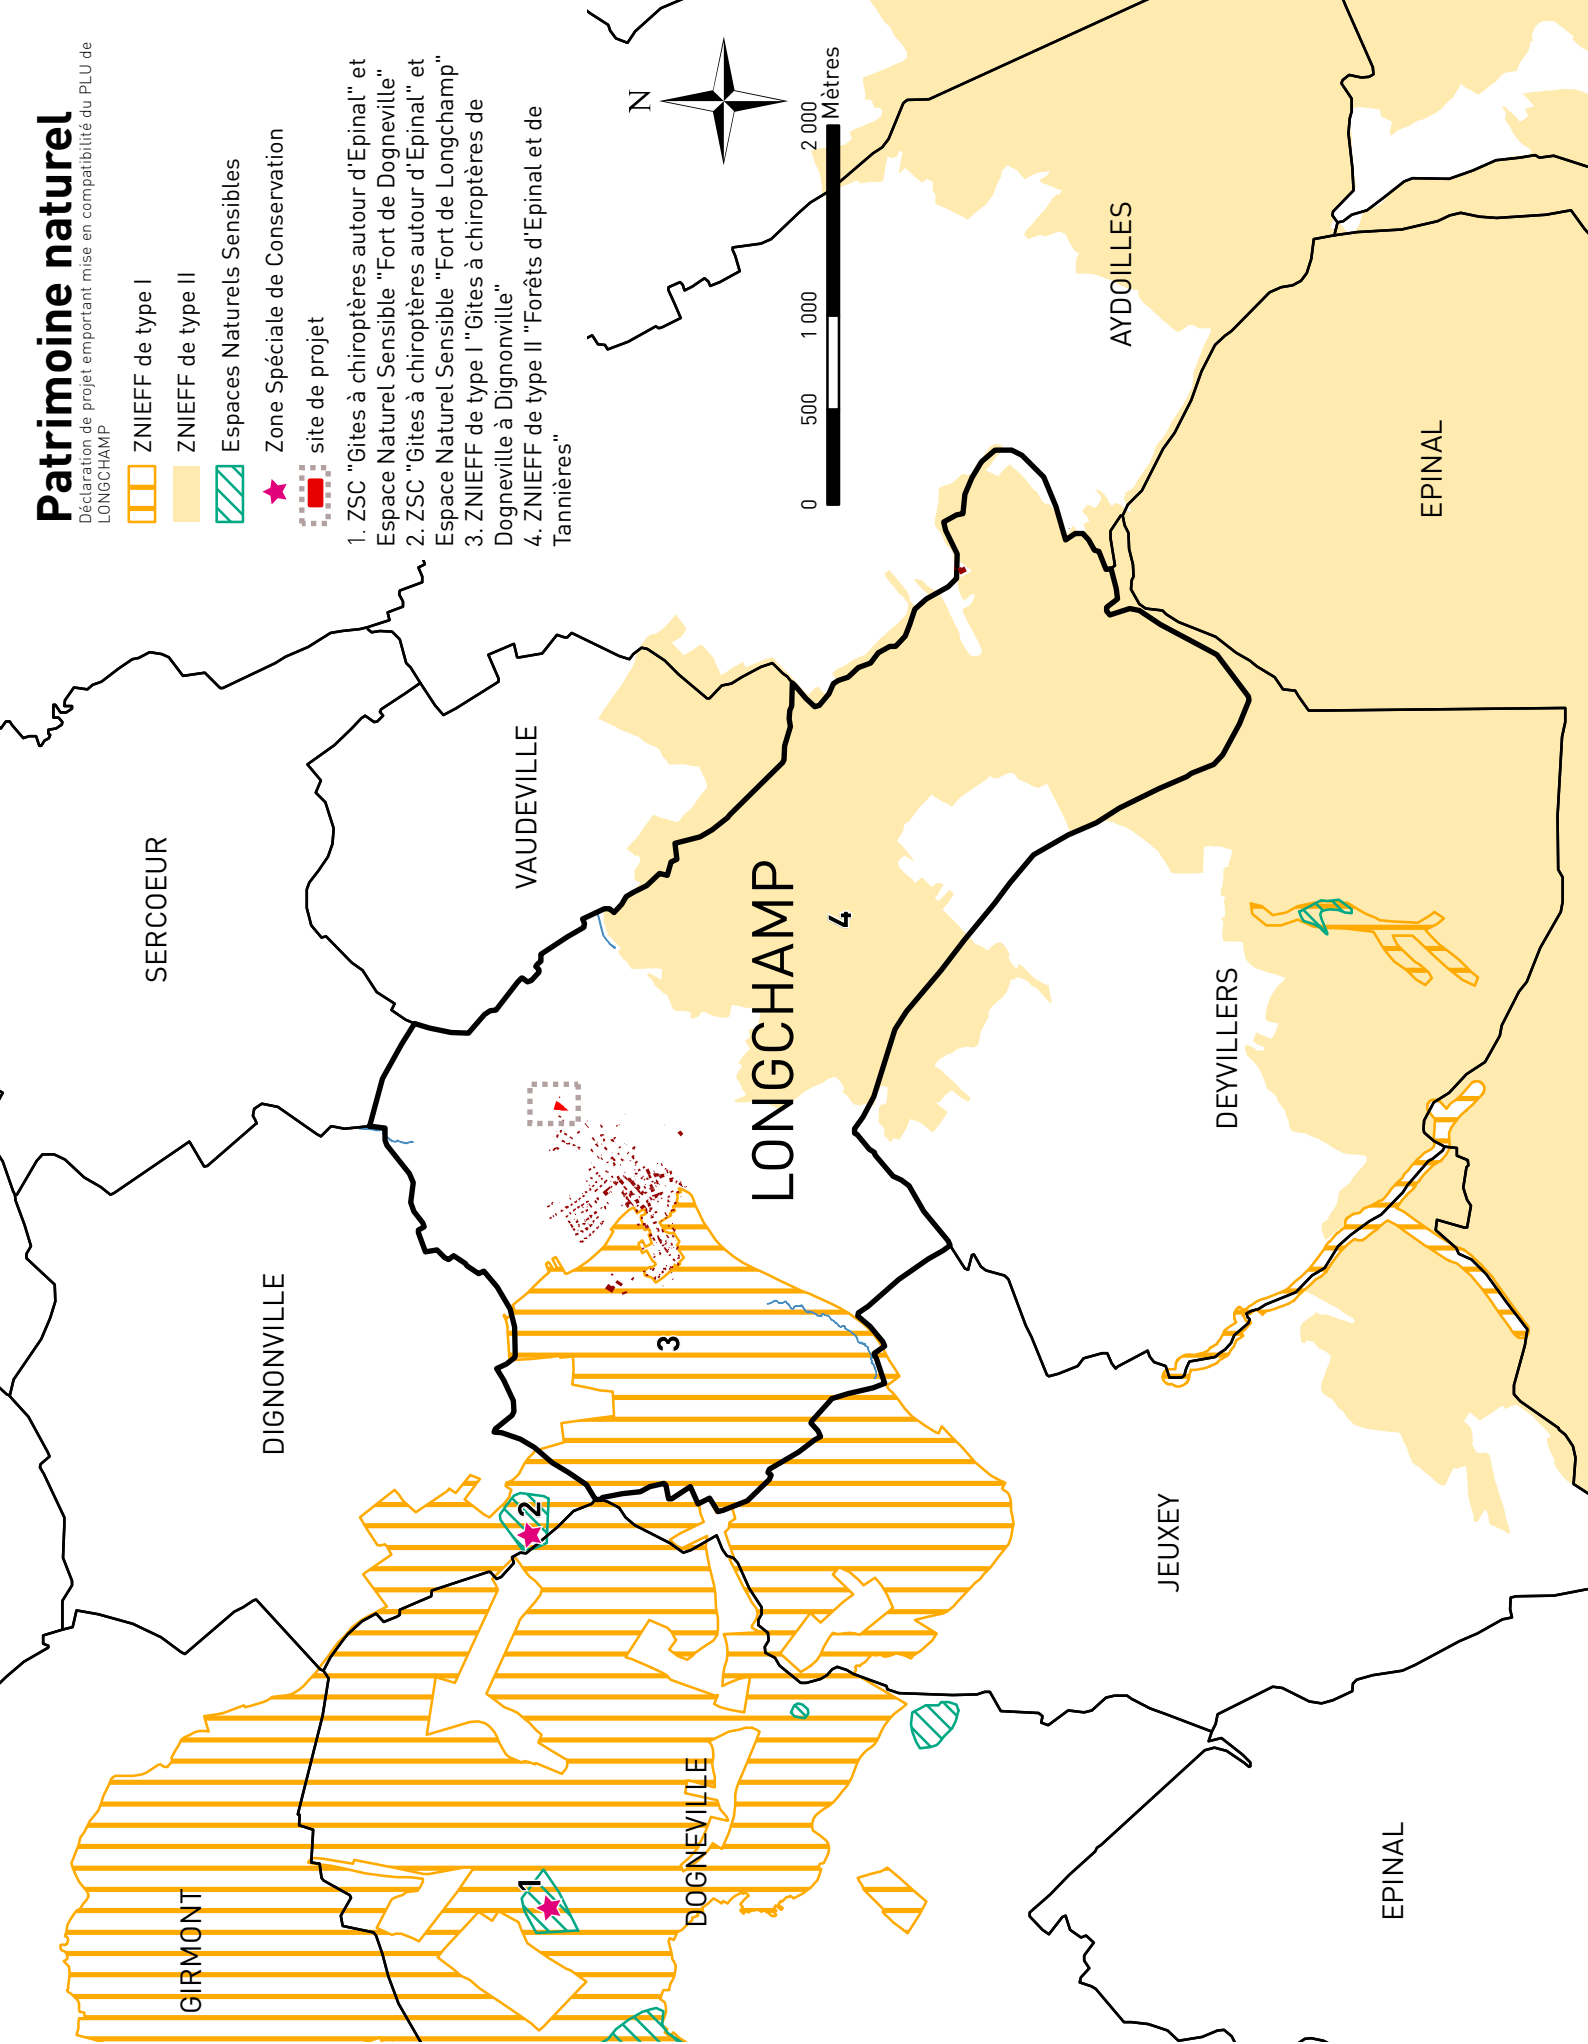 Patrimoine naturel
Déclaration de projet emportant mise en compatibilité du PLU de
LONGCHAMP
ZNIEFF de type I
ZNIEFF de type II
Espaces Naturels Sensibles
Zone Spéciale de Conservation
site de projet
1. ZSC "Gites à chiroptères autour d'Epinal" et
Espace Naturel Sensible "Fort de Dogneville"
2. ZSC "Gites à chiroptères autour d'Epinal" et
Espace Naturel Sensible "Fort de Longchamp"
3. ZNIEFF de type I "Gites à chiroptères de
Dogneville à Dignonville"
4. ZNIEFF de type II "Forêts d'Epinal et de
Tannières"
N
0 500 1 000 2 000
Mètres
SERCOEUR
VAUDEVILLE
DIGNONVILLE
GIRMONT
LONGCHAMP
AYDOILLES
DOGNEVILLE
DEYVILLERS
JEUXEY
EPINAL
EPINAL
1
2
3
4